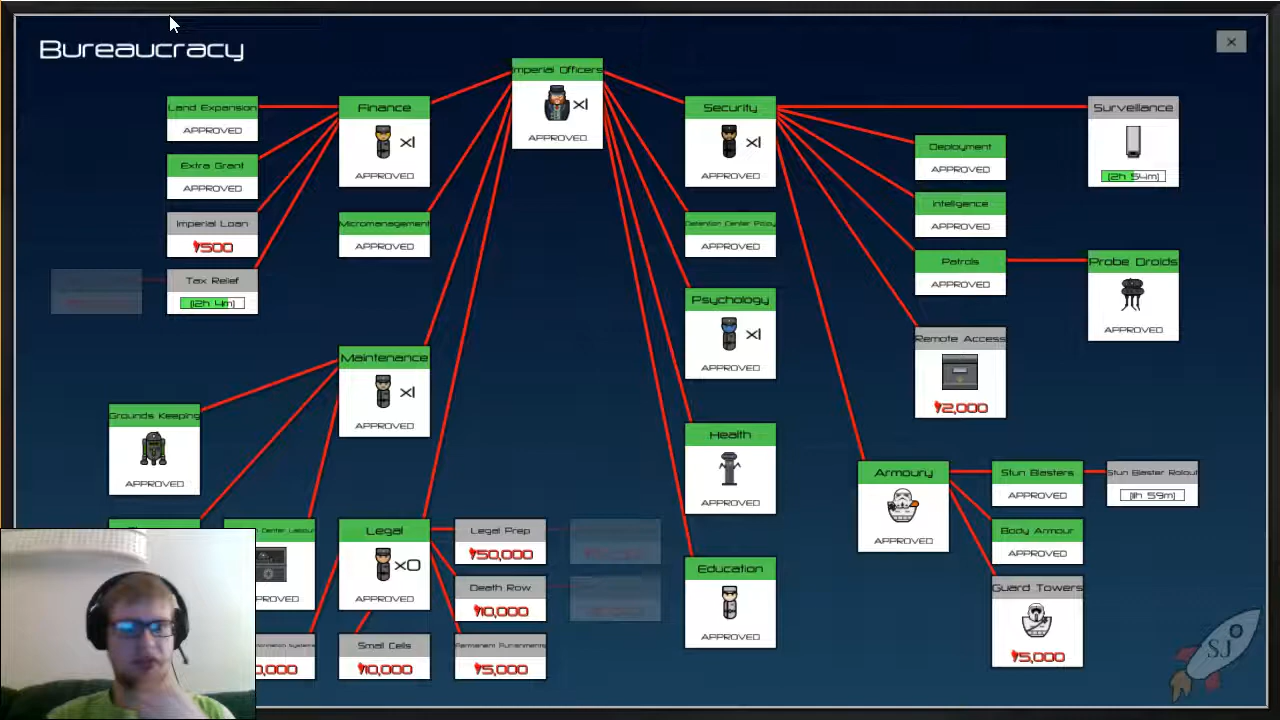 Bureaucracy
Imperial Officers
x1
APPROVED
Land Expansion
APPROVED
Finance
x1
APPROVED
Security
x1
APPROVED
Surveillance
(2h 54m)
Extra Grant
APPROVED
Deployment
APPROVED
Imperial Loan
500
Micromanagement
APPROVED
Detention Center Policy
APPROVED
Intelligence
APPROVED
Tax Relief
(12h 4m)
Patrols
APPROVED
Probe Droids
APPROVED
Psychology
x1
APPROVED
Remote Access
2,000
Maintenance
x1
APPROVED
Grounds Keeping
APPROVED
Health
APPROVED
Armoury
APPROVED
Stun Blasters
APPROVED
Stun Blaster Rollout
(1h 59m)
Legal
x0
APPROVED
Legal Prep
50,000
Body Armour
APPROVED
Education
APPROVED
Death Row
10,000
Guard Towers
5,000
Small Cells
10,000
Permanent Punishments
5,000
SJ